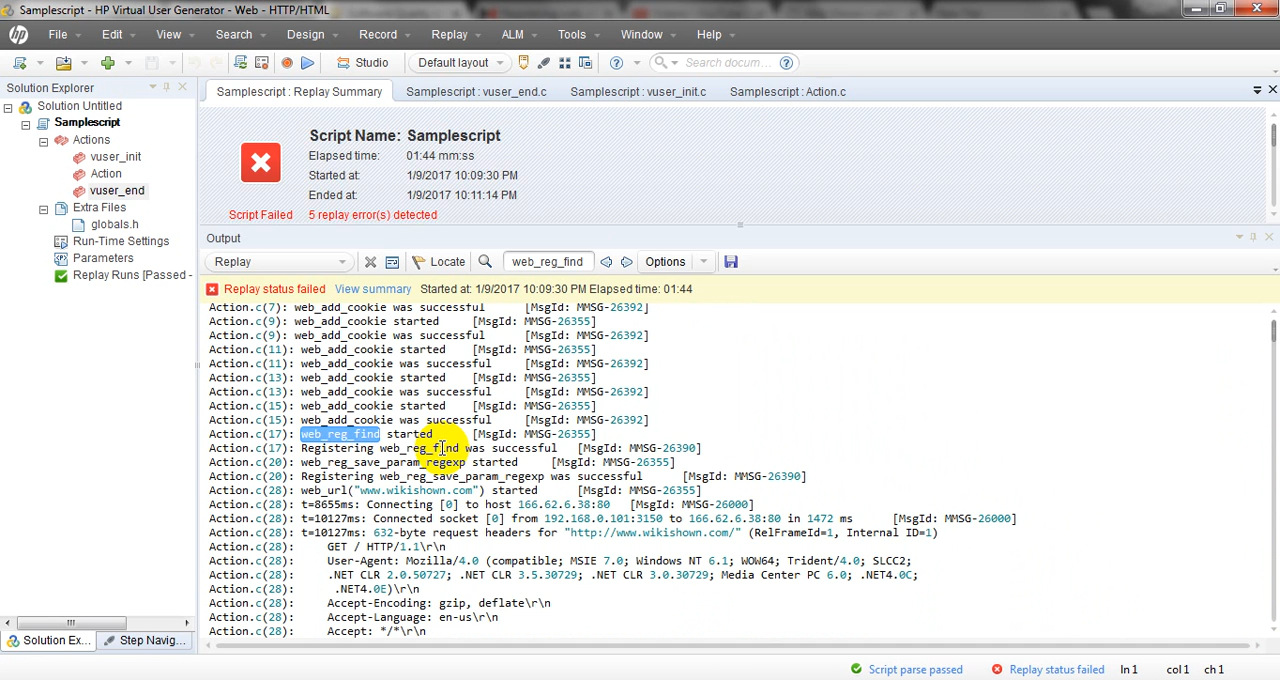 Samplescript - HP Virtual User Generator - Web - HTTP/HTML
hp File Edit View Search Design Record Replay ALM Tools Window Help
Studio Default layout Search docum...
Solution Explorer
Solution Untitled
Samplescript
Actions
vuser_init
Action
vuser_end
Extra Files
globals.h
Run-Time Settings
Parameters
Replay Runs [Passed -
Solution Ex... Step Navig...
Samplescript : Replay Summary Samplescript : vuser_end.c Samplescript : vuser_init.c Samplescript : Action.c
Script Name: Samplescript
Elapsed time: 01:44 mm:ss
Started at: 1/9/2017 10:09:30 PM
Ended at: 1/9/2017 10:11:14 PM
Script Failed 5 replay error(s) detected
Output
Replay Locate web_reg_find Options
Replay status failed View summary Started at: 1/9/2017 10:09:30 PM Elapsed time: 01:44
Action.c(7): web_add_cookie was successful [MsgId: MMSG-26392]
Action.c(9): web_add_cookie started [MsgId: MMSG-26355]
Action.c(9): web_add_cookie was successful [MsgId: MMSG-26392]
Action.c(11): web_add_cookie started [MsgId: MMSG-26355]
Action.c(11): web_add_cookie was successful [MsgId: MMSG-26392]
Action.c(13): web_add_cookie started [MsgId: MMSG-26355]
Action.c(13): web_add_cookie was successful [MsgId: MMSG-26392]
Action.c(15): web_add_cookie started [MsgId: MMSG-26355]
Action.c(15): web_add_cookie was successful [MsgId: MMSG-26392]
Action.c(17): web_reg_find started [MsgId: MMSG-26355]
Action.c(17): Registering web_reg_find was successful [MsgId: MMSG-26390]
Action.c(20): web_reg_save_param_regexp started [MsgId: MMSG-26355]
Action.c(20): Registering web_reg_save_param_regexp was successful [MsgId: MMSG-26390]
Action.c(28): web_url("www.wikishown.com") started [MsgId: MMSG-26355]
Action.c(28): t=8655ms: Connecting [0] to host 166.62.6.38:80 [MsgId: MMSG-26000]
Action.c(28): t=10127ms: Connected socket [0] from 192.168.0.101:3150 to 166.62.6.38:80 in 1472 ms [MsgId: MMSG-26000]
Action.c(28): t=10127ms: 632-byte request headers for "http://www.wikishown.com/" (RelFrameId=1, Internal ID=1)
Action.c(28): GET / HTTP/1.1\r\n
Action.c(28): User-Agent: Mozilla/4.0 (compatible; MSIE 7.0; Windows NT 6.1; WOW64; Trident/4.0; SLCC2;
Action.c(28): .NET CLR 2.0.50727; .NET CLR 3.5.30729; .NET CLR 3.0.30729; Media Center PC 6.0; .NET4.0C;
Action.c(28): .NET4.0E)\r\n
Action.c(28): Accept-Encoding: gzip, deflate\r\n
Action.c(28): Accept-Language: en-us\r\n
Action.c(28): Accept: */*\r\n
Script parse passed Replay status failed ln 1 col 1 ch 1